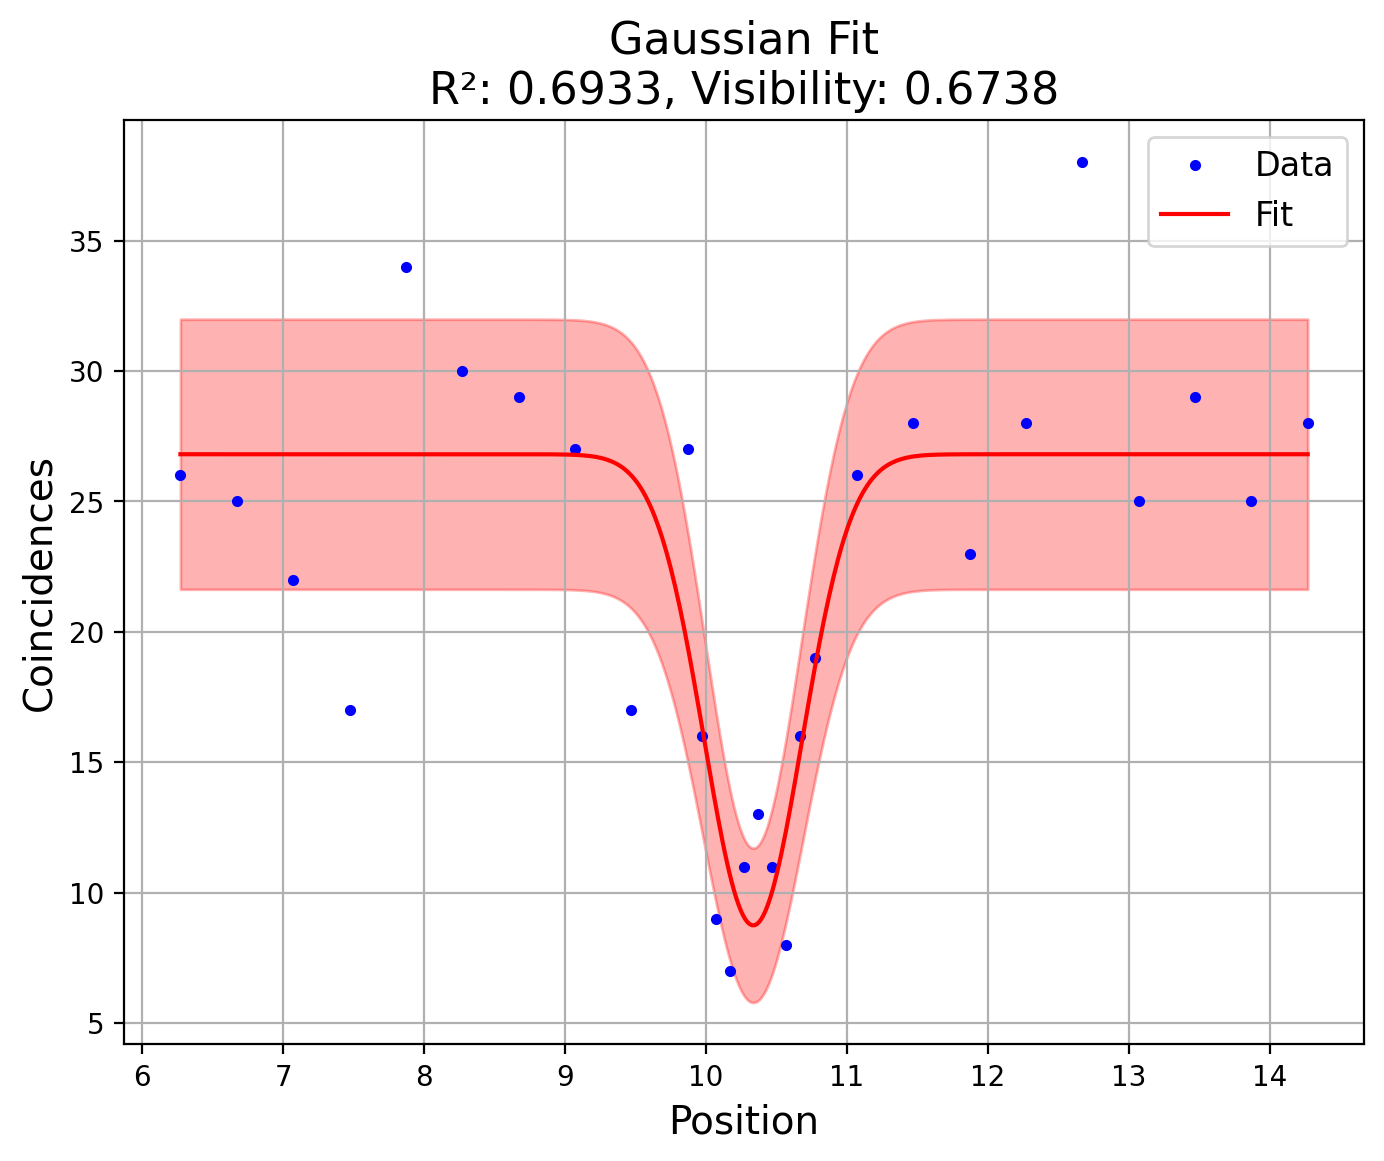 Gaussian Fit
R²: 0.6933, Visibility: 0.6738
Data
Fit
Coincidences
35
30
25
20
15
10
5
6 7 8 9 10 11 12 13 14
Position